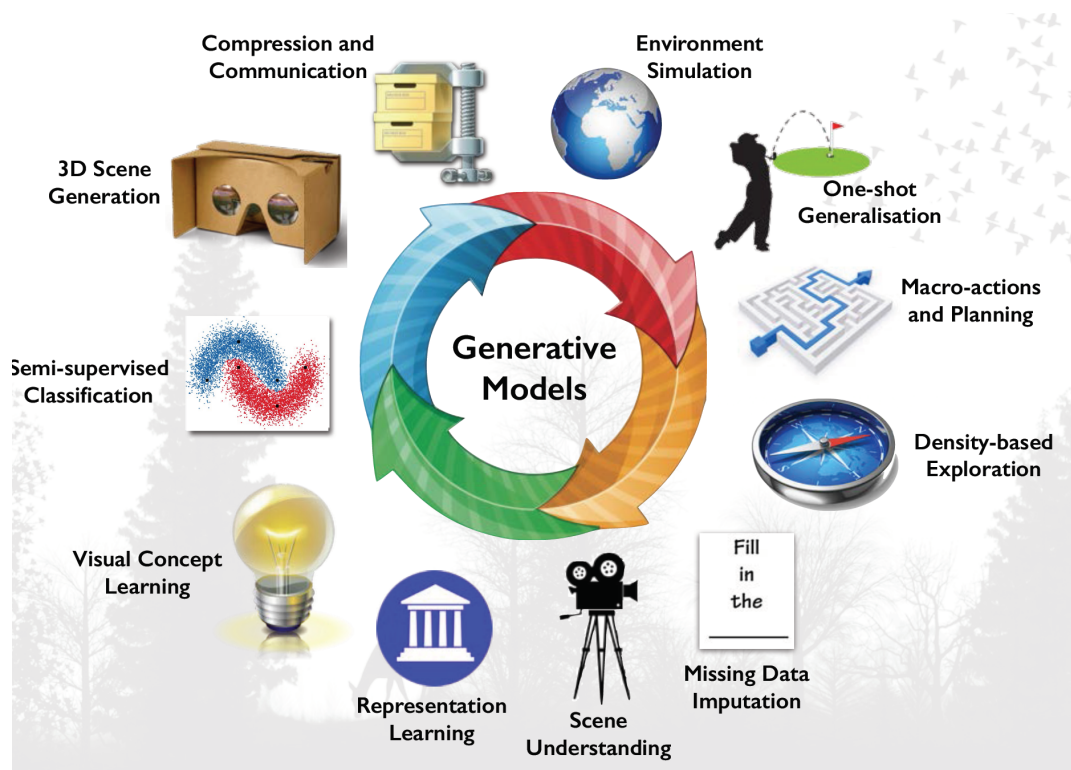 Compression and
Communication
Environment
Simulation
3D Scene
Generation
One-shot
Generalisation
Macro-actions
and Planning
Generative
Models
Semi-supervised
Classification
Density-based
Exploration
Fill
in
the
Visual Concept
Learning
Missing Data
Imputation
Representation
Learning
Scene
Understanding